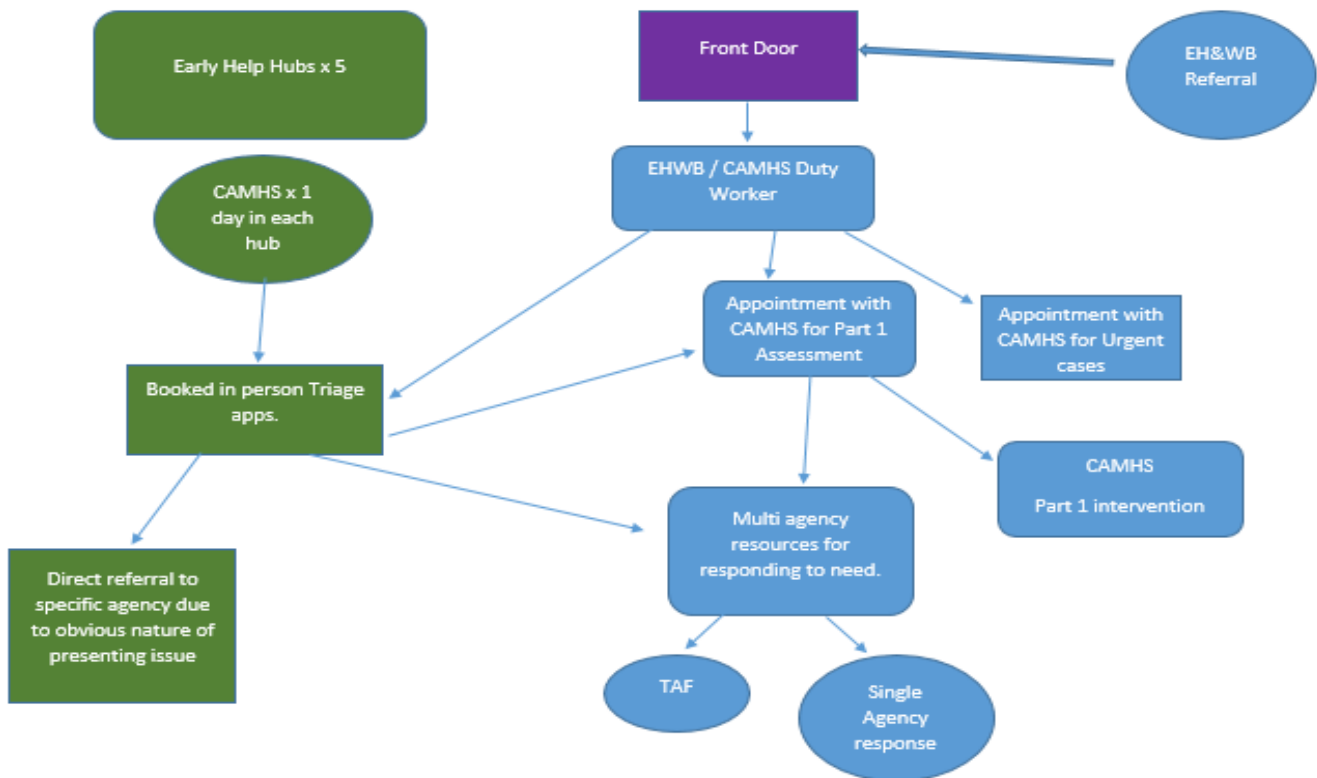 Early Help Hubs x 5
Front Door
EH&WB
Referral
CAMHS x 1
day in each
hub
EHWB / CAMHS Duty
Worker
Appointment with
CAMHS for Part 1
Assessment
Appointment with
CAMHS for Urgent
cases
Booked in person Triage
apps.
CAMHS
Part 1 intervention
Multi agency
resources for
responding to need.
Direct referral to
specific agency due
to obvious nature of
presenting issue
TAF
Single
Agency
response